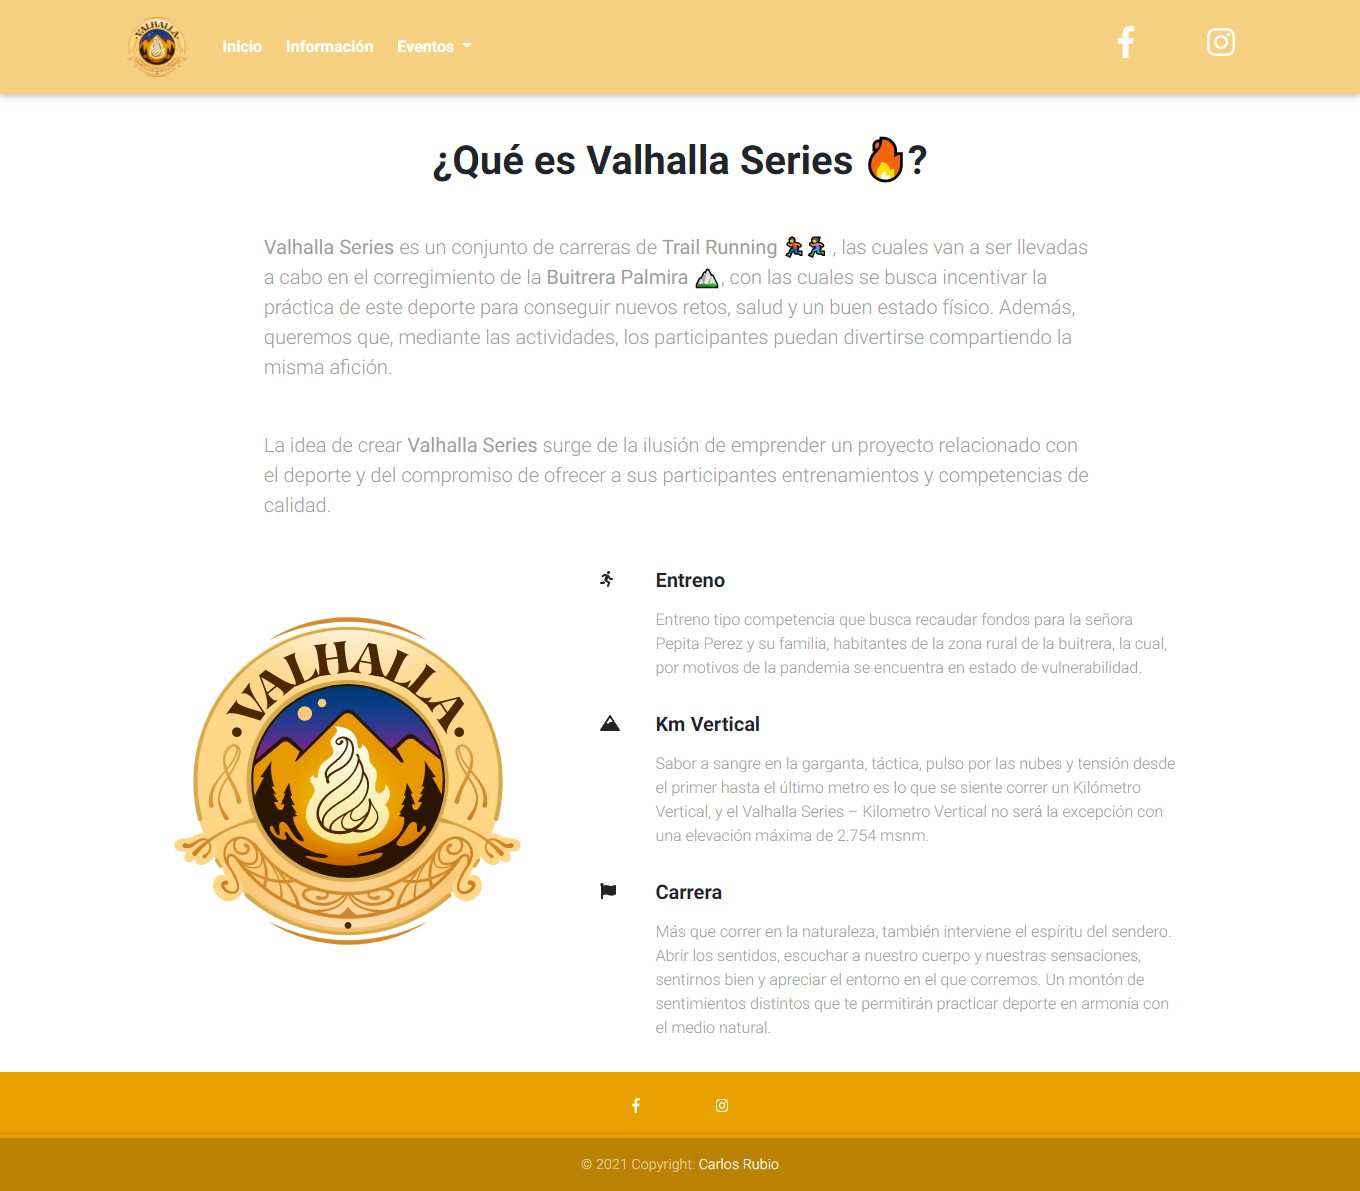 VALHALLA
Inicio
Información
Eventos
¿Qué es Valhalla Series 🔥?
Valhalla Series es un conjunto de carreras de Trail Running 🏃🏃 , las cuales van a ser llevadas
a cabo en el corregimiento de la Buitrera Palmira ⛰, con las cuales se busca incentivar la
práctica de este deporte para conseguir nuevos retos, salud y un buen estado físico. Además,
queremos que, mediante las actividades, los participantes puedan divertirse compartiendo la
misma afición.
La idea de crear Valhalla Series surge de la ilusión de emprender un proyecto relacionado con
el deporte y del compromiso de ofrecer a sus participantes entrenamientos y competencias de
calidad.
VALHALLA
Entreno
Entreno tipo competencia que busca recaudar fondos para la señora
Pepita Perez y su familia, habitantes de la zona rural de la buitrera, la cual,
por motivos de la pandemia se encuentra en estado de vulnerabilidad.
Km Vertical
Sabor a sangre en la garganta, táctica, pulso por las nubes y tensión desde
el primer hasta el último metro es lo que se siente correr un Kilómetro
Vertical, y el Valhalla Series – Kilometro Vertical no será la excepción con
una elevación máxima de 2.754 msnm.
Carrera
Más que correr en la naturaleza, también interviene el espíritu del sendero.
Abrir los sentidos, escuchar a nuestro cuerpo y nuestras sensaciones,
sentirnos bien y apreciar el entorno en el que corremos. Un montón de
sentimientos distintos que te permitirán practicar deporte en armonía con
el medio natural.
© 2021 Copyright: Carlos Rubio